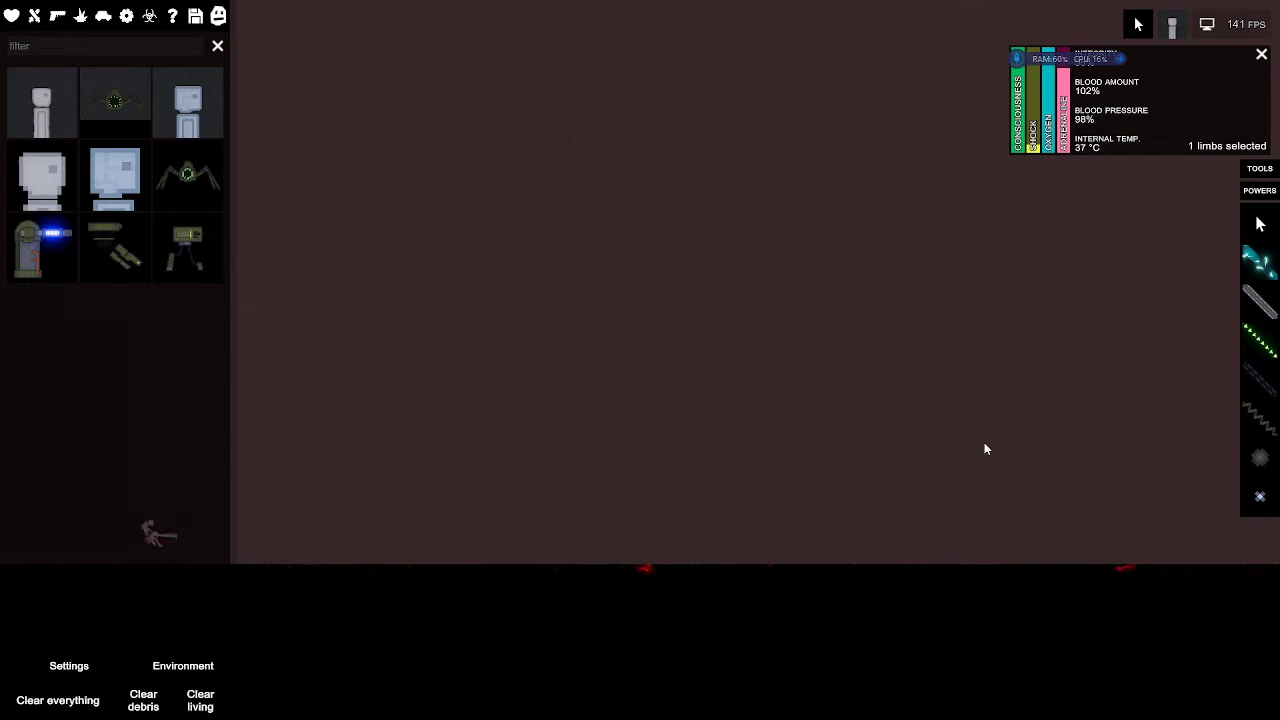 141 FPS
filter
INTEGRITY
RAM:60% CPU:16%
CONSCIOUSNESS
SHOCK
OXYGEN
ADRENALINE
BLOOD AMOUNT
102%
BLOOD PRESSURE
98%
INTERNAL TEMP.
37 °C
1 limbs selected
TOOLS
POWERS
Settings
Environment
Clear everything
Clear
debris
Clear
living